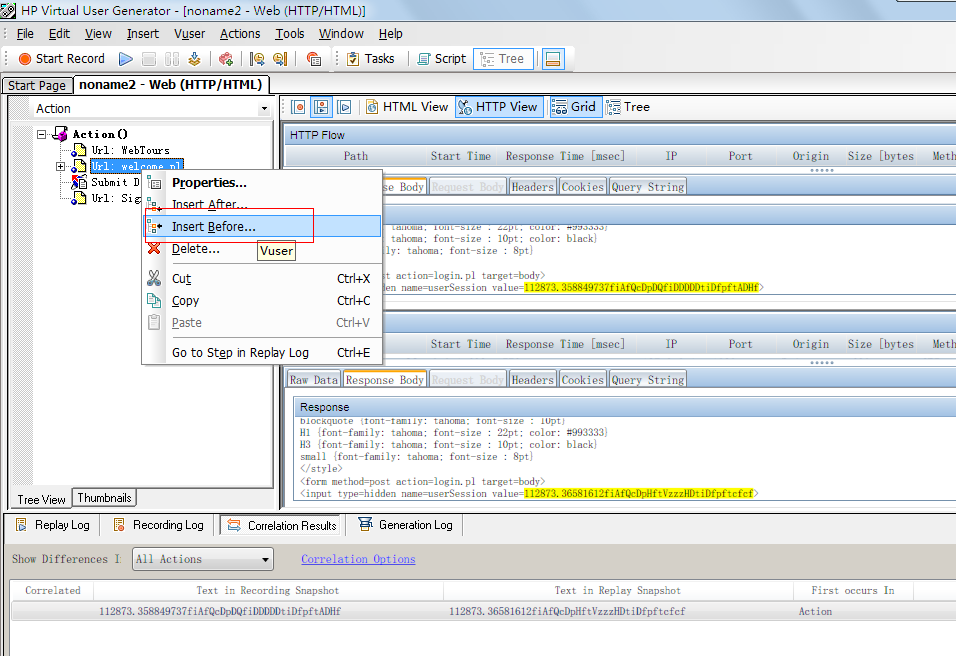 HP Virtual User Generator - [noname2 - Web (HTTP/HTML)]
File Edit View Insert Vuser Actions Tools Window Help
Start Record Tasks Script Tree
Start Page noname2 - Web (HTTP/HTML)
Action
HTML View HTTP View Grid Tree
Action()
Url: WebTours
Url: welcome.pl
Submit D
Url: Sig
Properties...
Insert After...
Insert Before...
Delete...
Vuser
Cut Ctrl+X
Copy Ctrl+C
Paste Ctrl+V
Go to Step in Replay Log Ctrl+E
Tree View Thumbnails
HTTP Flow
Path Start Time Response Time [msec] IP Port Origin Size [bytes Meth
se Body Request Body Headers Cookies Query String
tahoma; font-size : 22pt; color: #993333}
tahoma; font-size : 10pt; color: black}
ly: tahoma; font-size : 8pt}
st action=login.pl target=body>
den name=userSession value=112873.358849737fiAfQcDpDQfiDDDDDtiDfpftADHf>
Start Time Response Time [msec] IP Port Origin Size [bytes Meth
Raw Data Response Body Request Body Headers Cookies Query String
Response
blockquote {font-family: tahoma; font-size : 10pt}
H1 {font-family: tahoma; font-size : 22pt; color: #993333}
H3 {font-family: tahoma; font-size : 10pt; color: black}
small {font-family: tahoma; font-size : 8pt}
</style>
<form method=post action=login.pl target=body>
<input type=hidden name=userSession value=112873.36581612fiAfQcDpHftVzzzHDtiDfpftcfcf>
Replay Log Recording Log Correlation Results Generation Log
Show Differences I: All Actions Correlation Options
Correlated Text in Recording Snapshot Text in Replay Snapshot First occurs In
112873.358849737fiAfQcDpDQfiDDDDDtiDfpftADHf 112873.36581612fiAfQcDpHftVzzzHDtiDfpftcfcf Action